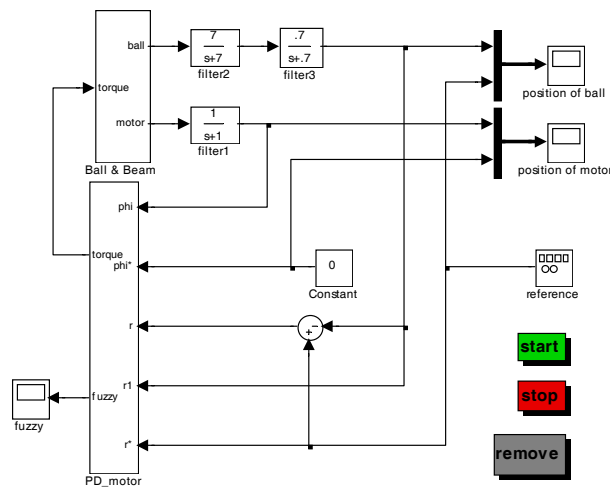 ball
torque
motor
Ball & Beam
7
s+7
filter2
.7
s+.7
filter3
1
s+1
filter1
position of ball
position of motor
phi
torque
phi*
r
r1
fuzzy
r*
PD_motor
0
Constant
-
+
reference
fuzzy
start
stop
remove